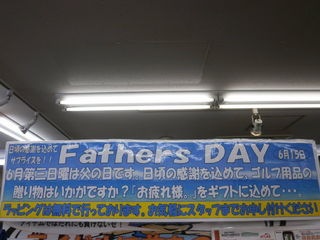 日頃の感謝を込めて
サプライズを!!
Father's DAY 6月15日
6月第三日曜は父の日です。日頃の感謝を込めて、ゴルフ用品の
贈り物はいかがですか?「お疲れ様。」をギフトに込めて・・・
ラッピングは無料で行っております。お気軽にスタッフまでお申し付けください!